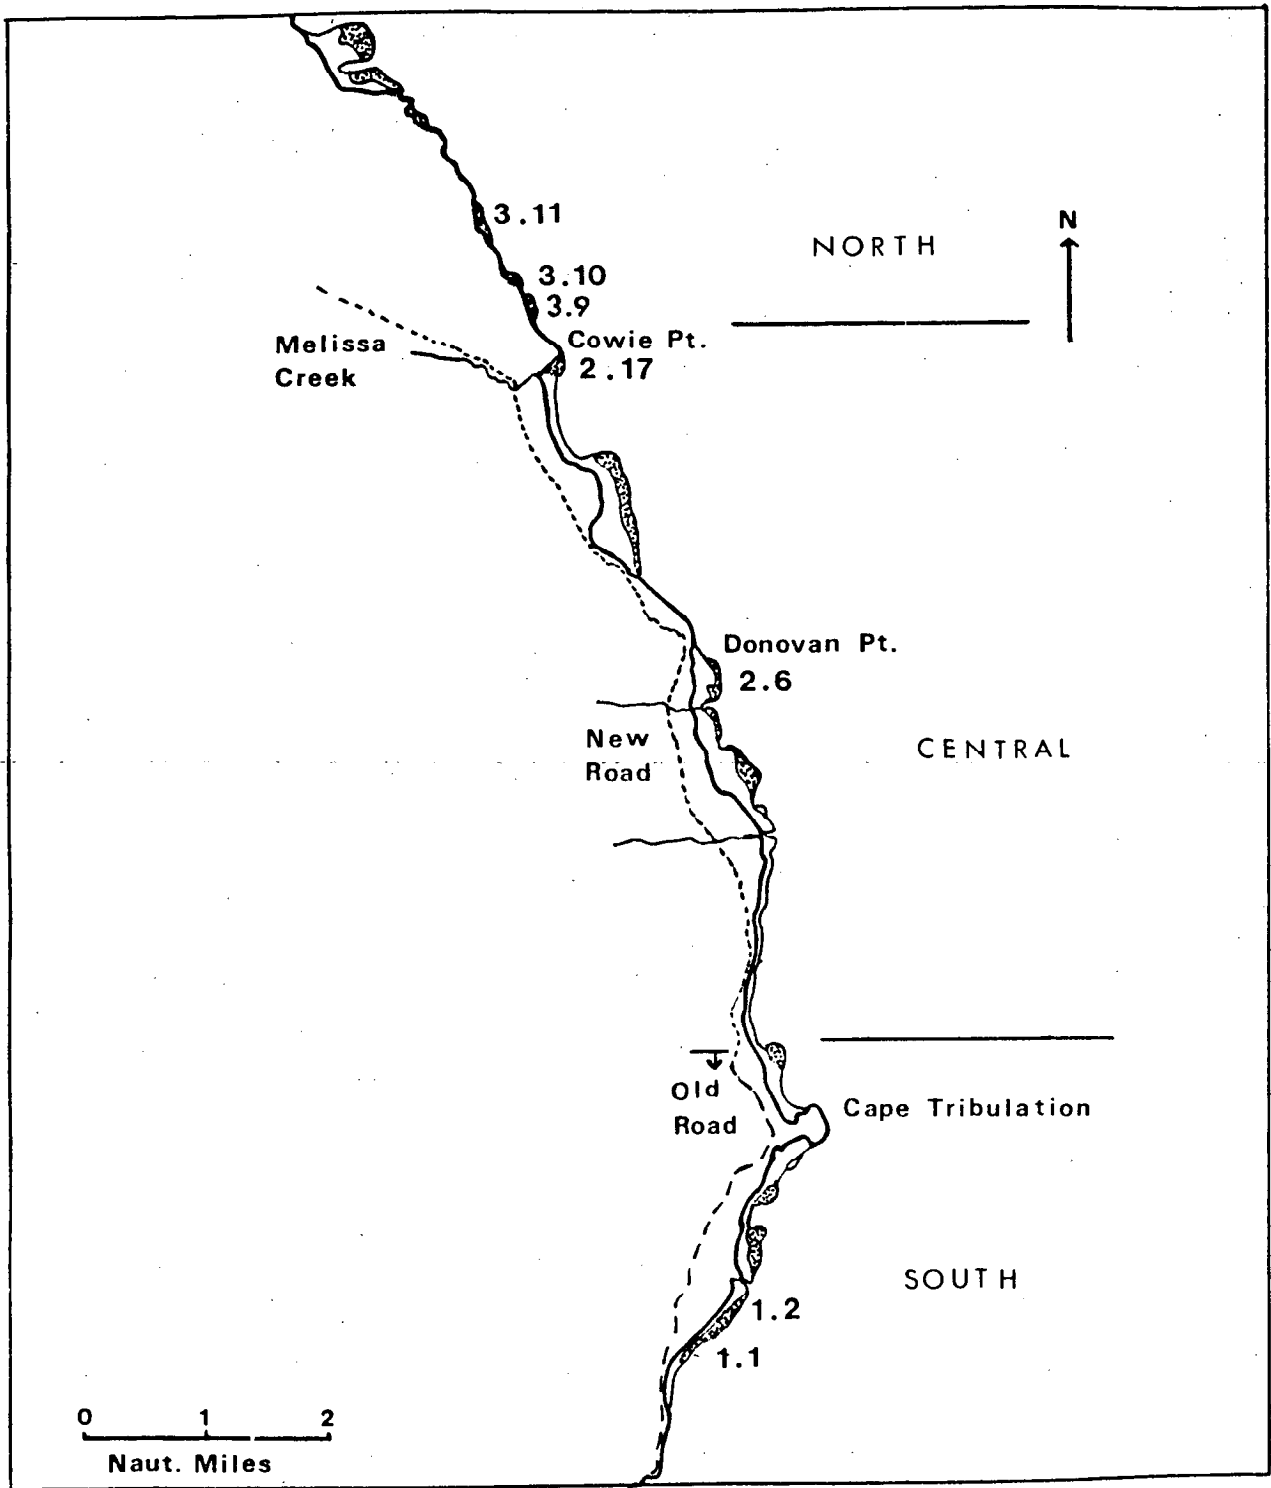 3.11
NORTH
N
3.10
3.9
Melissa
Creek
Cowie Pt.
2.17
Donovan Pt.
2.6
New
Road
CENTRAL
Old
Road
Cape Tribulation
SOUTH
1.2
1.1
0 1 2
Naut. Miles